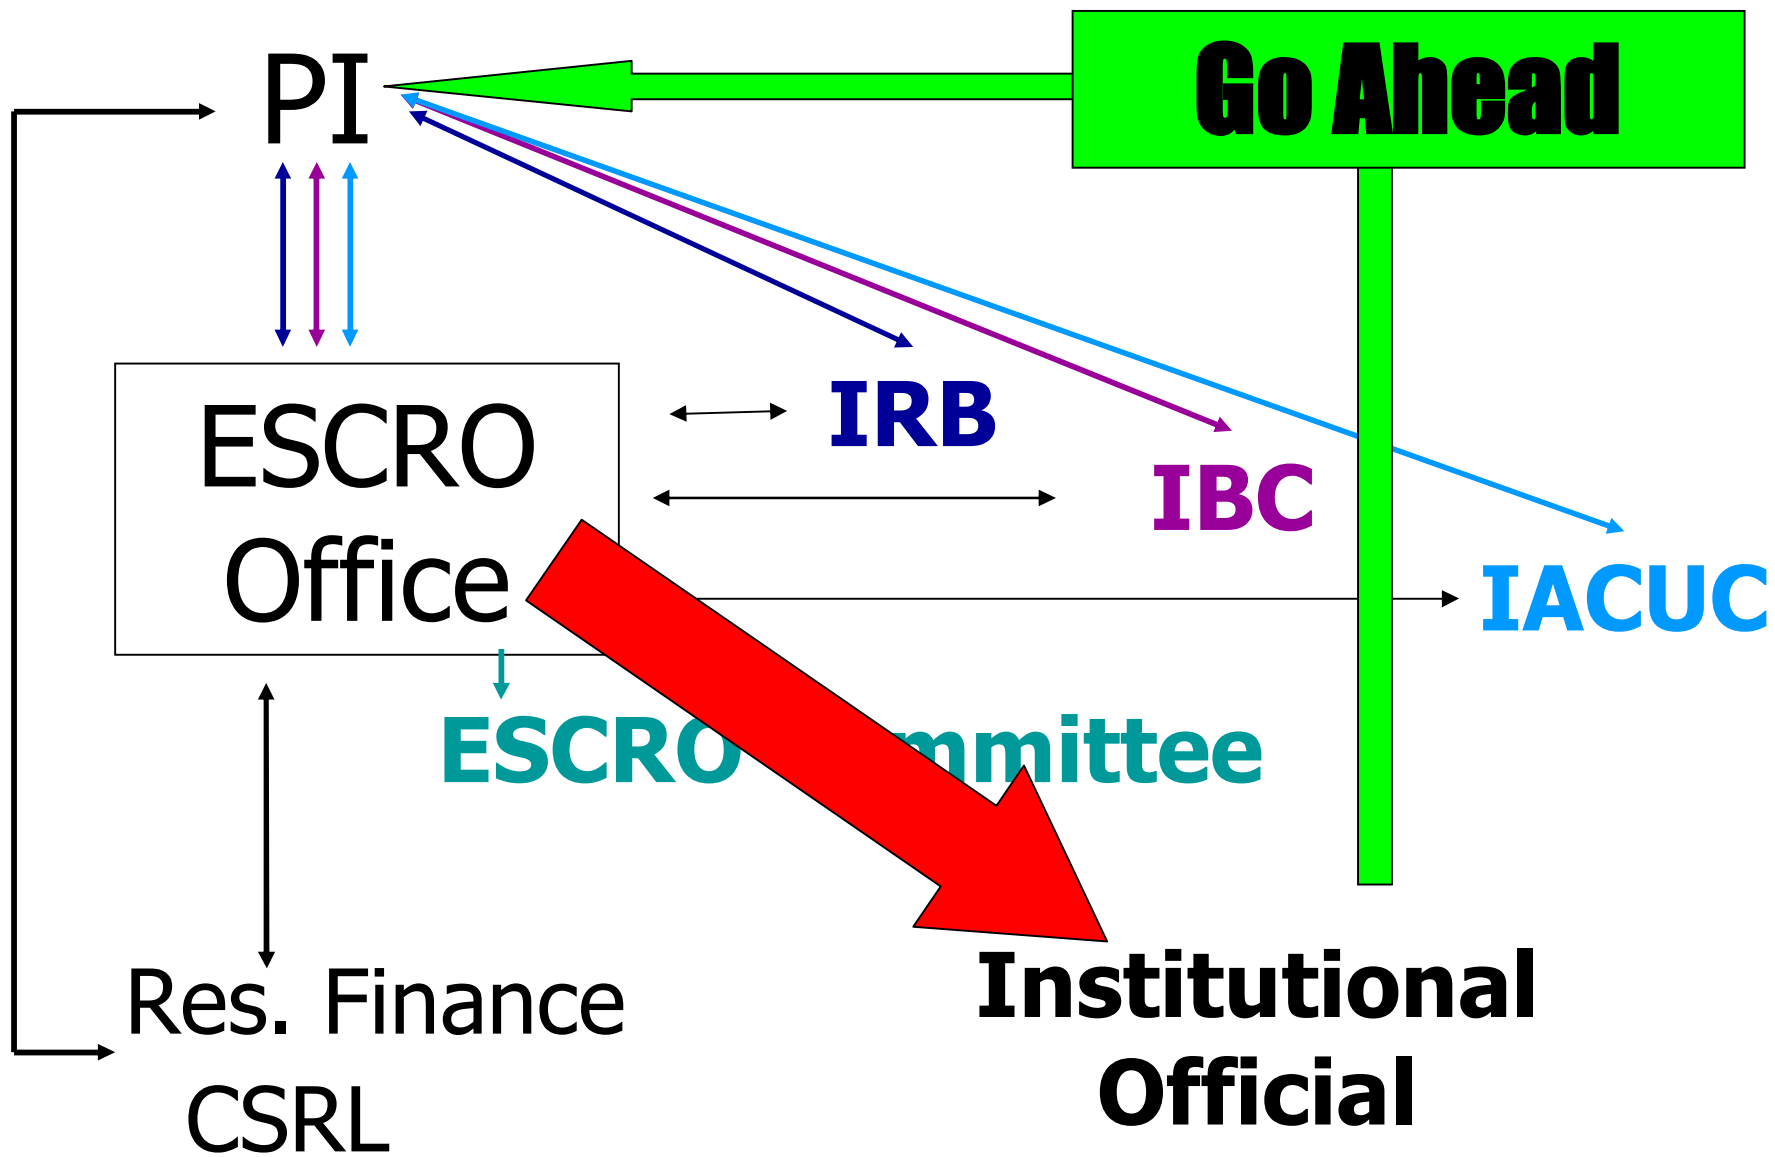 PI
Go Ahead
ESCRO
Office
IRB
IBC
IACUC
ESCRO mmittee
Res. Finance
CSRL
Institutional
Official